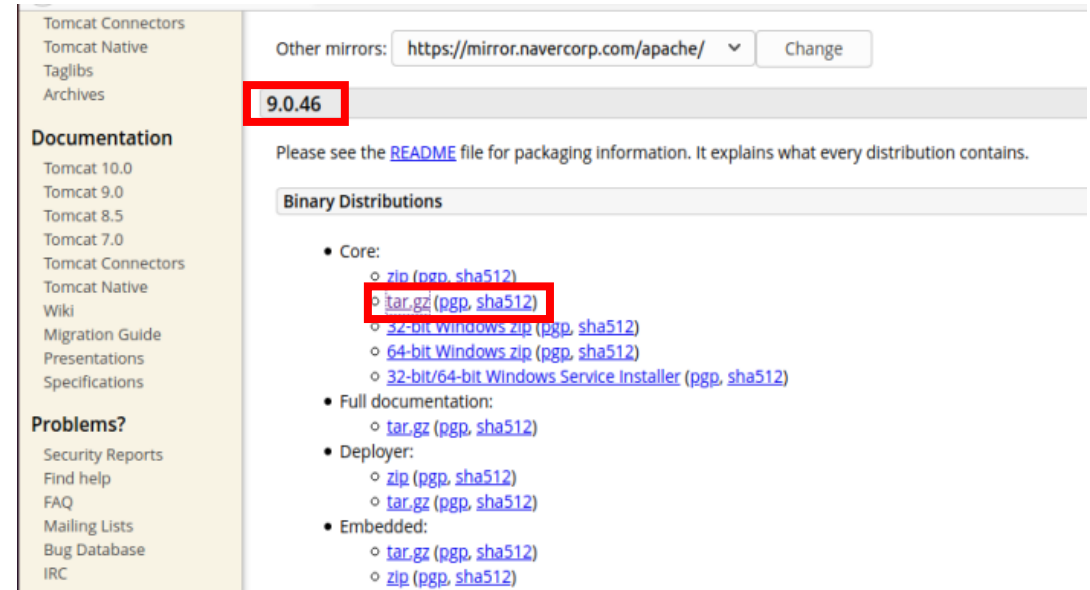 Tomcat Connectors
Tomcat Native
Taglibs
Archives
Documentation
Tomcat 10.0
Tomcat 9.0
Tomcat 8.5
Tomcat 7.0
Tomcat Connectors
Tomcat Native
Wiki
Migration Guide
Presentations
Specifications
Problems?
Security Reports
Find help
FAQ
Mailing Lists
Bug Database
IRC
Other mirrors: https://mirror.navercorp.com/apache/ Change
9.0.46
Please see the README file for packaging information. It explains what every distribution contains.
Binary Distributions
Core:
zip (pgp, sha512)
tar.gz (pgp, sha512)
32-bit Windows zip (pgp, sha512)
64-bit Windows zip (pgp, sha512)
32-bit/64-bit Windows Service Installer (pgp, sha512)
Full documentation:
tar.gz (pgp, sha512)
Deployer:
zip (pgp, sha512)
tar.gz (pgp, sha512)
Embedded:
tar.gz (pgp, sha512)
zip (pgp, sha512)